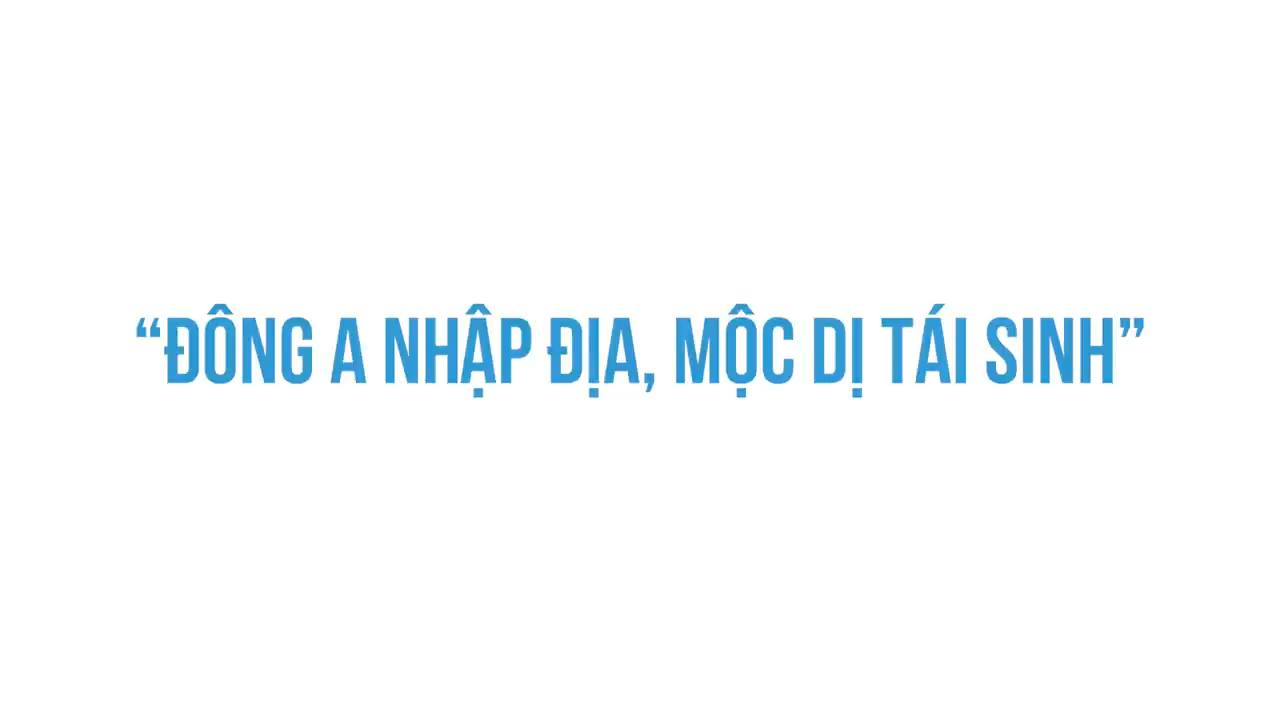 “ĐÔNG A NHẬP ĐỊA, MỘC DỊ TÁI SINH”